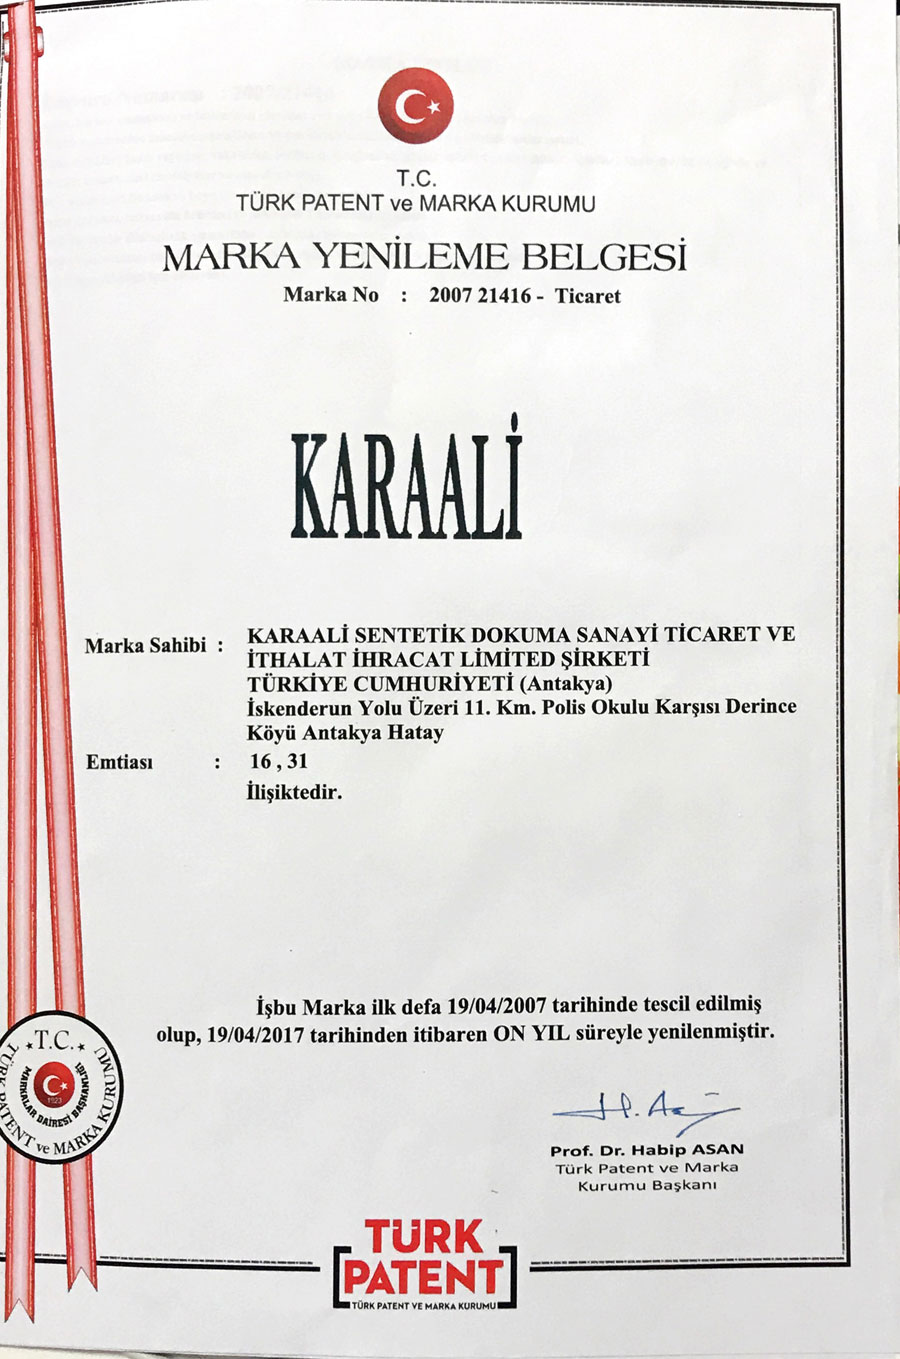 T.C.
TÜRK PATENT ve MARKA KURUMU
MARKA YENİLEME BELGESİ
Marka No : 2007 21416 - Ticaret
KARAALİ
Marka Sahibi : KARAALİ SENTETİK DOKUMA SANAYİ TİCARET VE
İTHALAT İHRACAT LİMİTED ŞİRKETİ
TÜRKİYE CUMHURİYETİ (Antakya)
İskenderun Yolu Üzeri 11. Km. Polis Okulu Karşısı Derince
Köyü Antakya Hatay
Emtiası : 16 , 31
İlişiktedir.
İşbu Marka ilk defa 19/04/2007 tarihinde tescil edilmiş
olup, 19/04/2017 tarihinden itibaren ON YIL süreyle yenilenmiştir.
T.C.
TÜRK PATENT ve MARKA KURUMU
MARKALAR DAİRESİ BAŞKANLIĞI
1923
H. Asan
Prof. Dr. Habip ASAN
Türk Patent ve Marka
Kurumu Başkanı
TÜRK
PATENT
TÜRK PATENT VE MARKA KURUMU